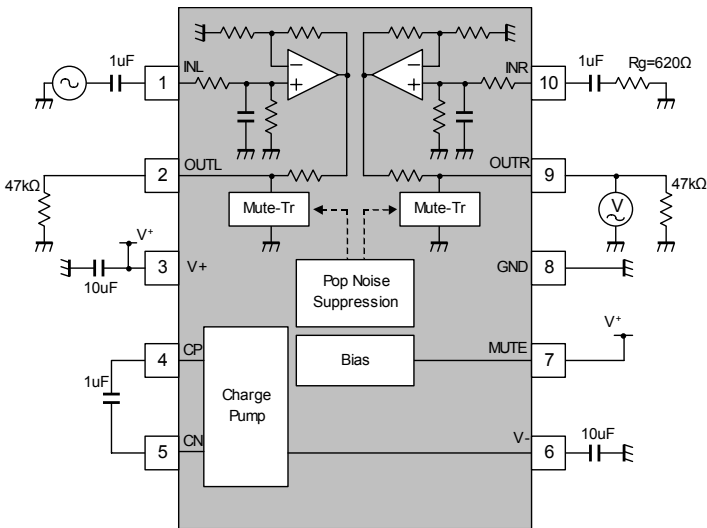 1uF
INL
1
−
+
−
+
INR
10
1uF
Rg=620Ω
2
OUTL
OUTR
9
47kΩ
47kΩ
Mute-Tr
Mute-Tr
V
V+
3
V+
10uF
GND
8
Pop Noise
Suppression
V+
4
CP
Bias
MUTE
7
1uF
Charge
Pump
5
CN
V-
6
10uF